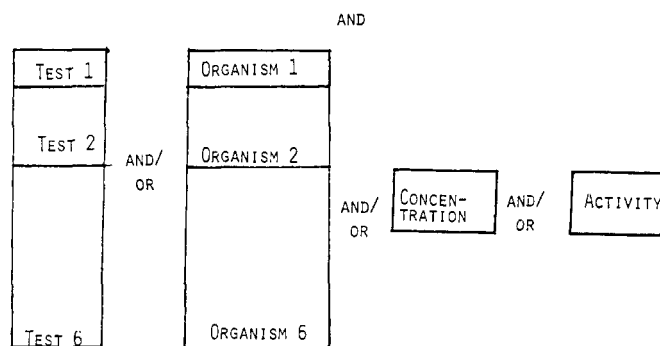 AND
TEST 1
ORGANISM 1
TEST 2
AND/
OR
ORGANISM 2
AND/
OR
CONCEN-
TRATION
AND/
OR
ACTIVITY
TEST 6
ORGANISM 6